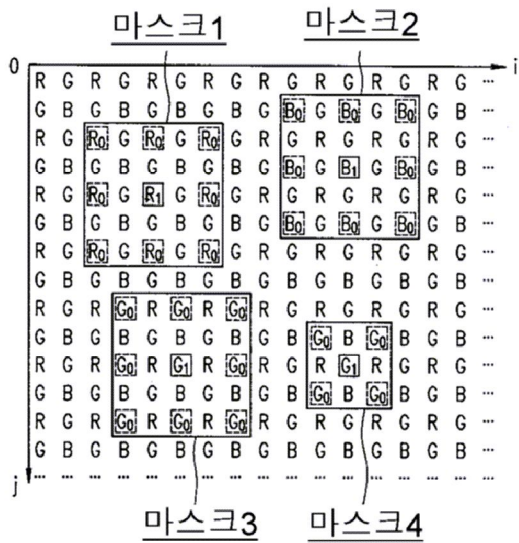 마스크1 마스크2
0 i
R G R G R G R G R G R G R G R G ...
G B G B G B G B G B0 G B0 G B0 G B ...
R G R0 G R0 G R0 G R G R G R G R G ...
G B G B G B G B G B0 G B1 G B0 G B ...
R G R0 G R1 G R0 G R G R G R G R G ...
G B G B G B G B G B0 G B0 G B0 G B ...
R G R0 G R0 G R0 G R G R G R G R G ...
G B G B G B G B G B G B G B G B ...
R G R G0 R G0 R G0 R G R G R G R G ...
G B G B G B G B G B G0 B G0 B G B ...
R G R G0 R G1 R G0 R G R G1 R G R G ...
G B G B G B G B G B G0 B G0 B G B ...
R G R G0 R G0 R G0 R G R G R G R G ...
G B G B G B G B G B G B G B G B ...
j ... ... ... ... ... ... ... ... ... ... ... ... ... ... ... ... ...
마스크3 마스크4